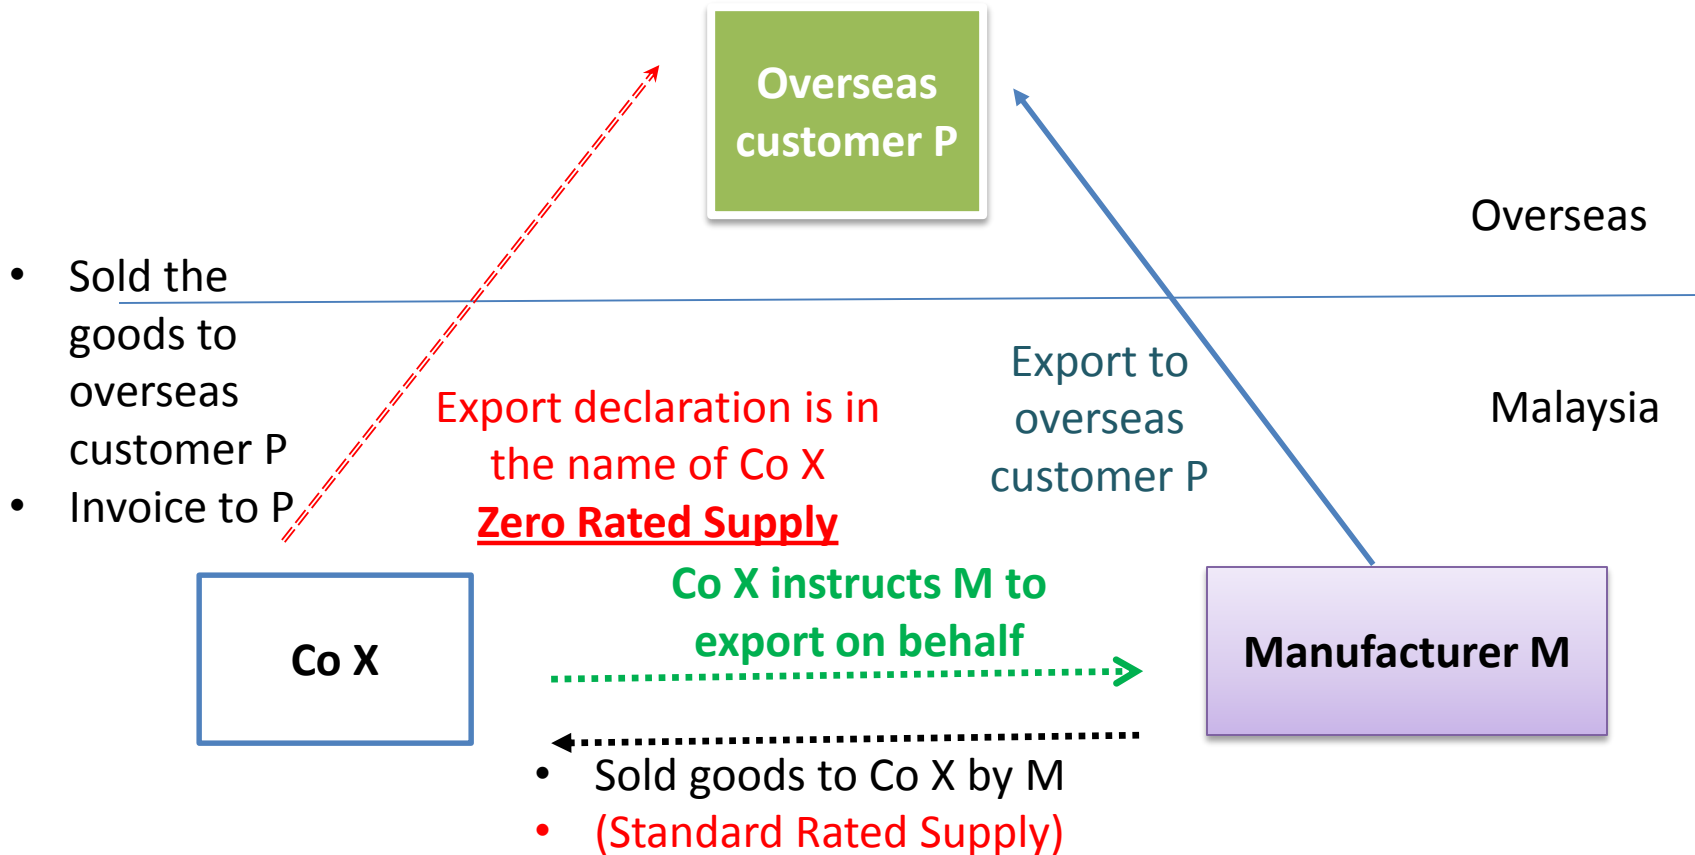 Overseas
customer P
Overseas
• Sold the
goods to
overseas
customer P
• Invoice to P
Export declaration is in
the name of Co X
Zero Rated Supply
Export to
overseas
customer P
Malaysia
Co X instructs M to
export on behalf
Co X
Manufacturer M
• Sold goods to Co X by M
• (Standard Rated Supply)